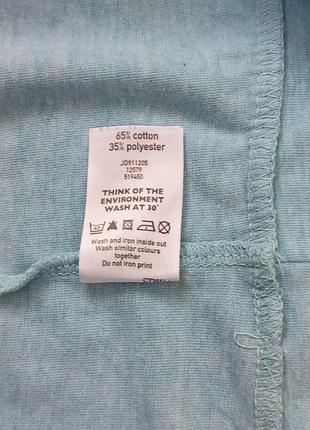 65% cotton
35% polyester
JD911205
12579
519450
THINK OF THE
ENVIRONMENT
WASH AT 30°
40
Wash and iron inside out
Wash similar colours
together
Do not iron print